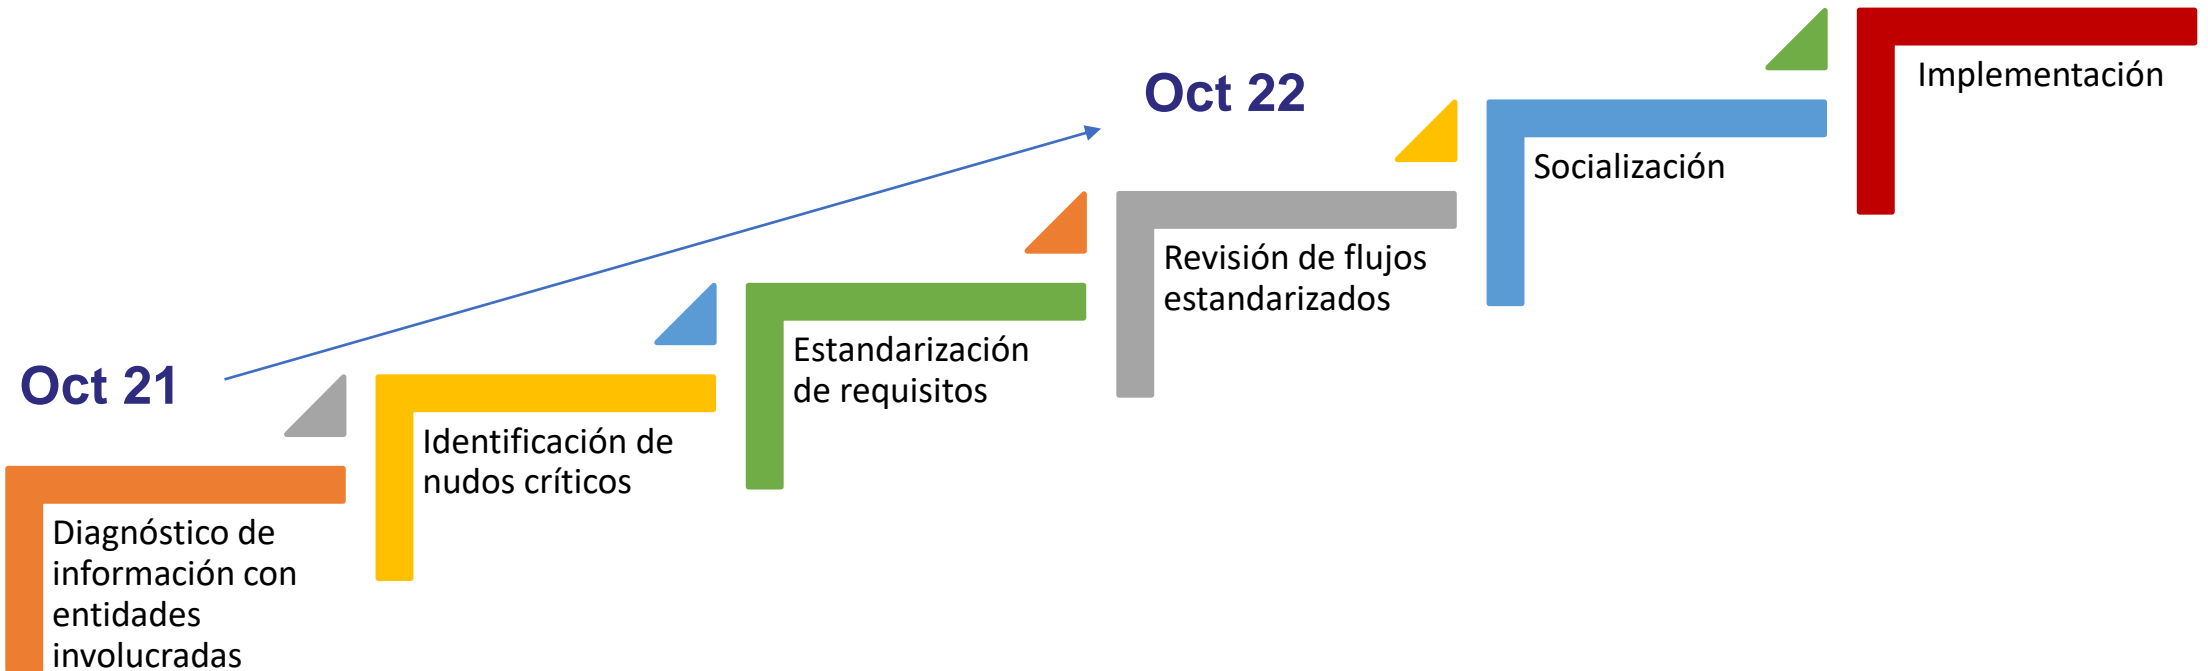 Oct 21
Diagnóstico de
información con
entidades
involucradas
Identificación de
nudos críticos
Estandarización
de requisitos
Oct 22
Revisión de flujos
estandarizados
Socialización
Implementación